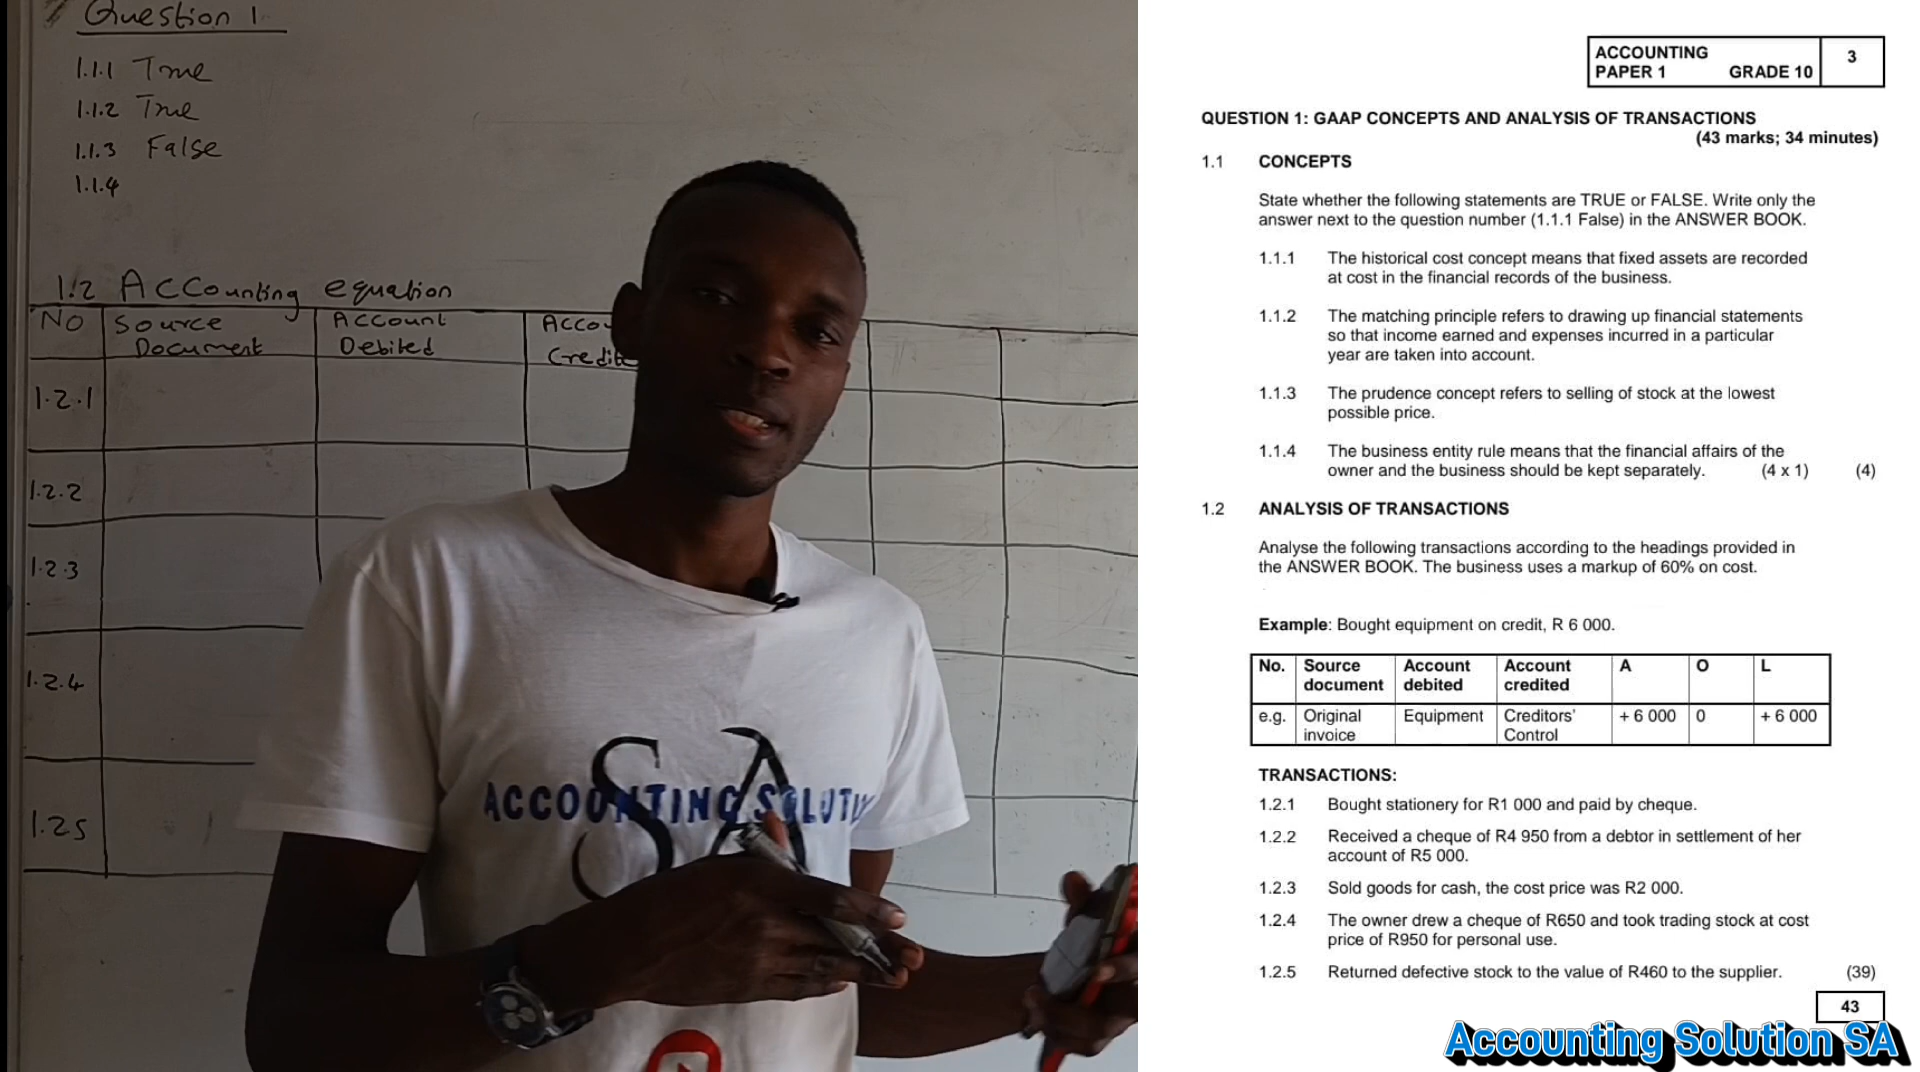 Question 1
1.1.1 True
1.1.2 True
1.1.3 False
1.1.4
1.2 Accounting equation
No Source Document Account Debited
1.2.1
1.2.2
1.2.3
1.2.4
1.2 5
SA
ACCOUNTING
ACCOUNTING
PAPER 1 GRADE 10
3
QUESTION 1: GAAP CONCEPTS AND ANALYSIS OF TRANSACTIONS
(43 marks; 34 minutes)
1.1 CONCEPTS
State whether the following statements are TRUE or FALSE. Write only the
answer next to the question number (1.1.1 False) in the ANSWER BOOK.
1.1.1 The historical cost concept means that fixed assets are recorded
at cost in the financial records of the business.
1.1.2 The matching principle refers to drawing up financial statements
so that income earned and expenses incurred in a particular
year are taken into account.
1.1.3 The prudence concept refers to selling of stock at the lowest
possible price.
1.1.4 The business entity rule means that the financial affairs of the
owner and the business should be kept separately. (4 x 1) (4)
1.2 ANALYSIS OF TRANSACTIONS
Analyse the following transactions according to the headings provided in
the ANSWER BOOK. The business uses a markup of 60% on cost.
Example: Bought equipment on credit, R 6 000.
No. Source document Account debited Account credited A O L
e.g. Original invoice Equipment Creditors' Control + 6 000 0 + 6 000
TRANSACTIONS:
1.2.1 Bought stationery for R1 000 and paid by cheque.
1.2.2 Received a cheque of R4 950 from a debtor in settlement of her
account of R5 000.
1.2.3 Sold goods for cash, the cost price was R2 000.
1.2.4 The owner drew a cheque of R650 and took trading stock at cost
price of R950 for personal use.
1.2.5 Returned defective stock to the value of R460 to the supplier. (39)
43
Accounting Solution SA